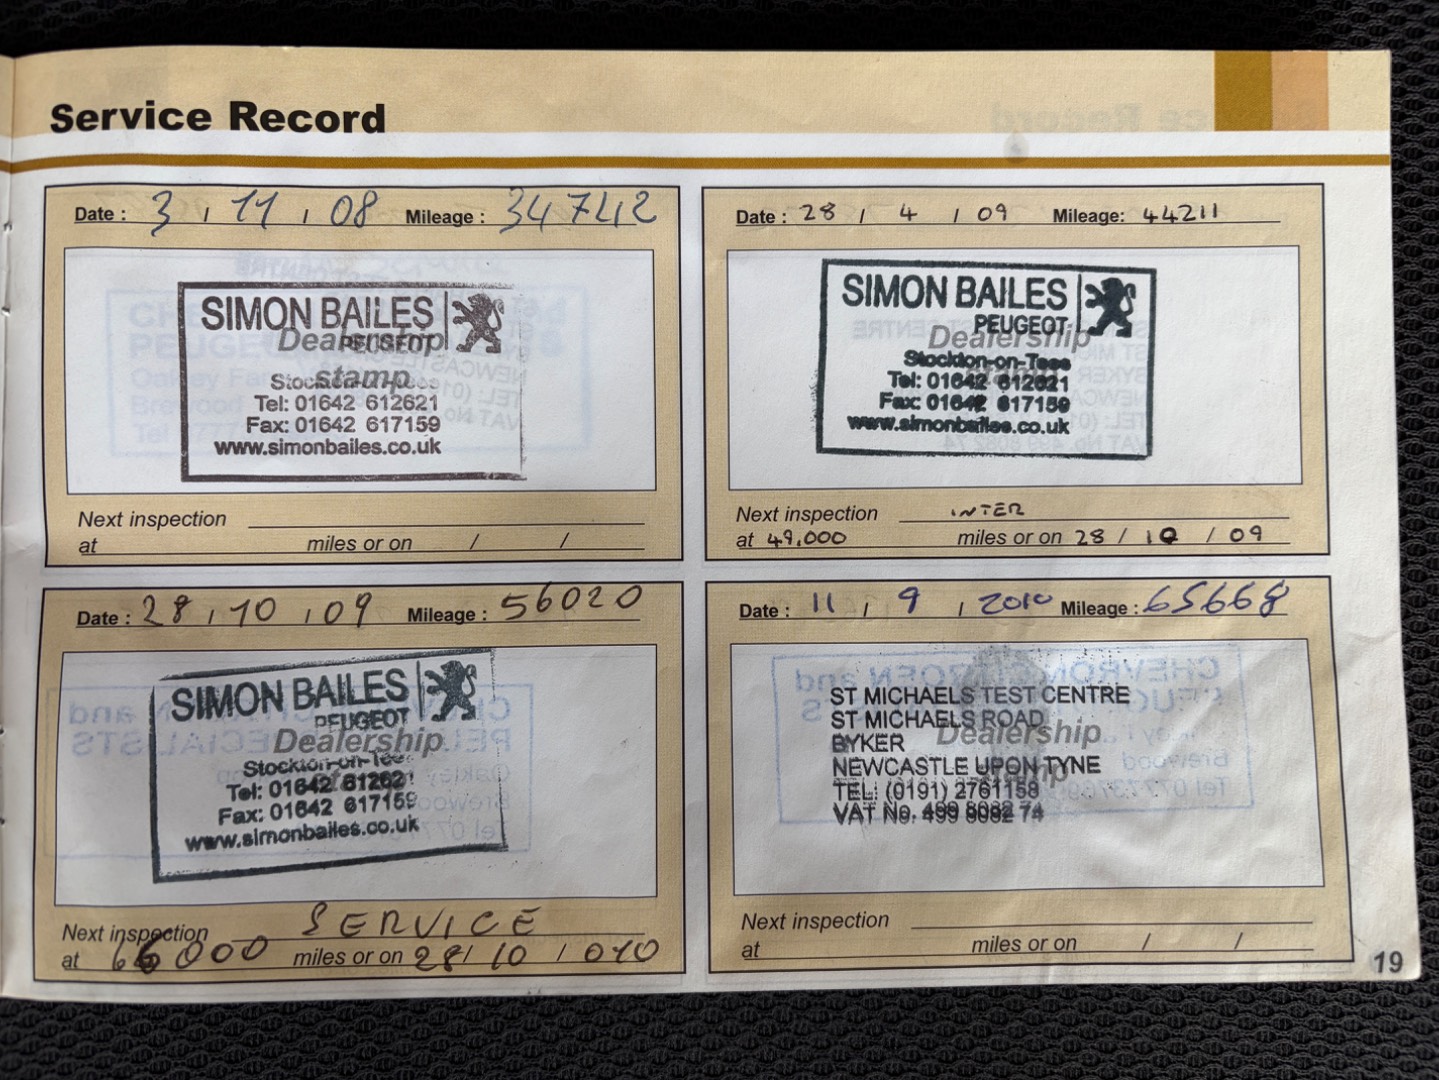 Service Record
Date : 3 / 11 / 08 Mileage : 34742
SIMON BAILES
PEUGEOT
Dealership
stamp
Stockton-on-Tees
Tel: 01642 612621
Fax: 01642 617159
www.simonbailes.co.uk
Next inspection
at miles or on / /
Date : 28 / 4 / 09 Mileage: 44211
SIMON BAILES
PEUGEOT
Dealership
Stockton-on-Tees
Tel: 01642 612621
Fax: 01642 617159
www.simonbailes.co.uk
Next inspection INTER
at 49,000 miles or on 28 / 10 / 09
Date : 28 / 10 / 09 Mileage : 56020
SIMON BAILES
PEUGEOT
Dealership
Stockton-on-Tees
Tel: 01642 612621
Fax: 01642 617159
www.simonbailes.co.uk
Next inspection SERVICE
at 66000 miles or on 28/ 10 / 010
Date : 11 / 9 / 2010 Mileage : 65668
ST MICHAELS TEST CENTRE
ST MICHAELS ROAD
Dealership
BYKER
NEWCASTLE UPON TYNE
stamp
TEL: (0191) 2761158
VAT No. 499 8082 74
Next inspection
at miles or on / /
19